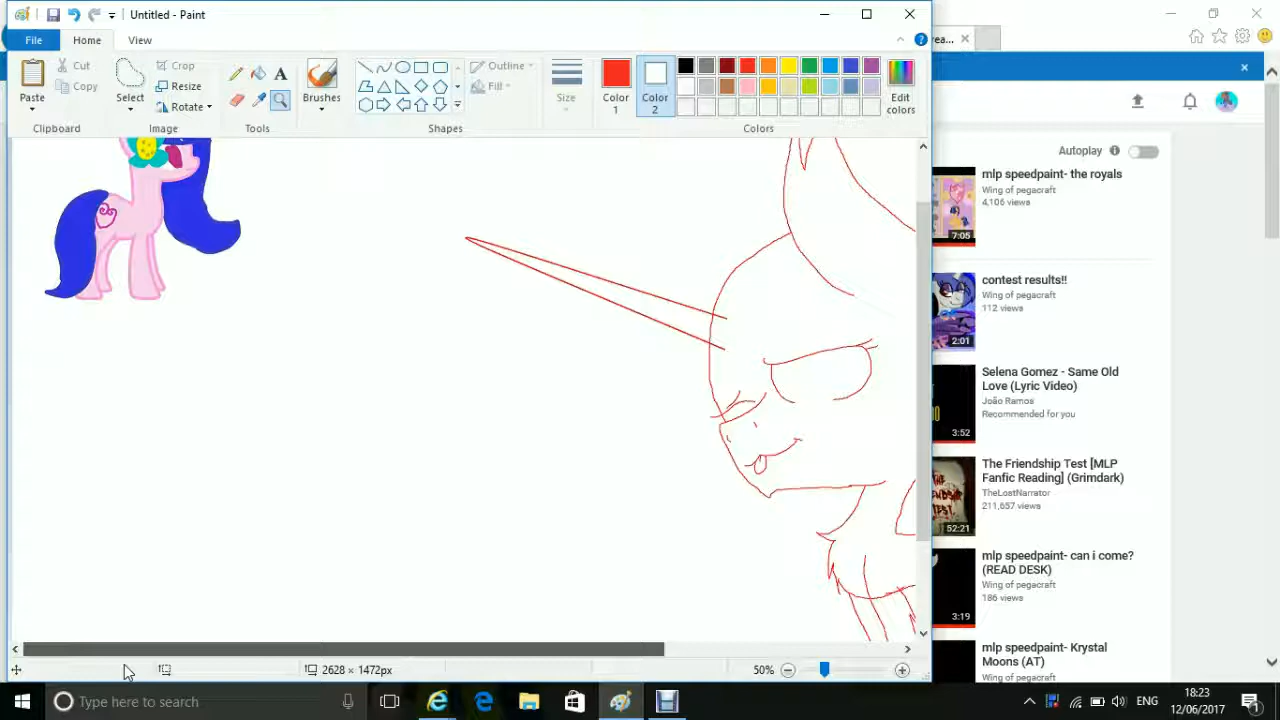 Untitled - Paint
File
Home
View
Paste
Cut
Copy
Clipboard
Select
Crop
Resize
Rotate
Image
A
Tools
Brushes
Outline
Fill
Shapes
Size
Color
1
Color
2
Edit
colors
Colors
2628 × 1472px
50%
Autoplay
mlp speedpaint- the royals
Wing of pegacraft
4,106 views
7:05
contest results!!
Wing of pegacraft
112 views
2:01
Selena Gomez - Same Old
Love (Lyric Video)
João Ramos
Recommended for you
3:52
The Friendship Test [MLP
Fanfic Reading] (Grimdark)
TheLostNarrator
211,657 views
52:21
mlp speedpaint- can i come?
(READ DESK)
Wing of pegacraft
186 views
3:19
mlp speedpaint- Krystal
Moons (AT)
Wing of pegacraft
Type here to search
ENG
18:23
12/06/2017